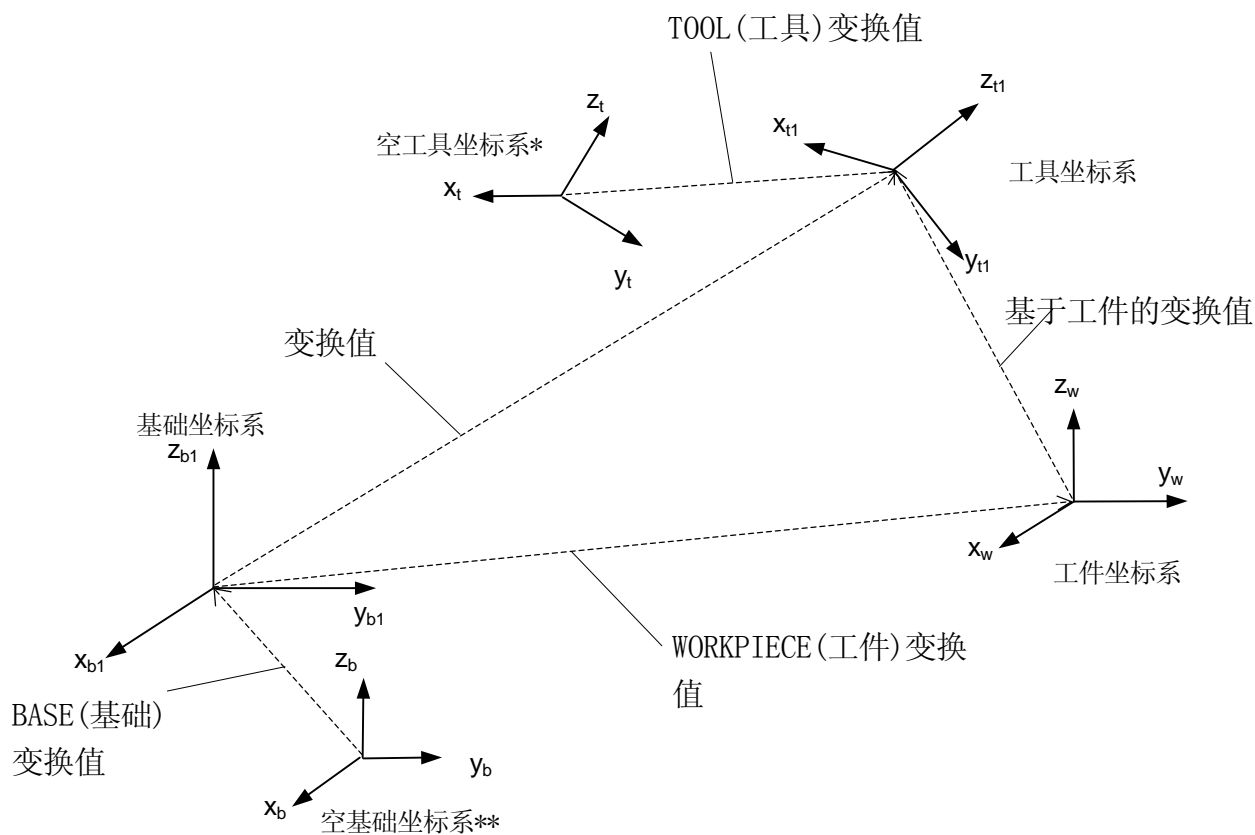 TOOL(工具)变换值
zt
空工具坐标系*
xt
yt
zt1
xt1
工具坐标系
yt1
基于工件的变换值
变换值
基础坐标系
zb1
yb1
xb1
zw
yw
xw
工件坐标系
WORKPIECE(工件)变换
值
BASE(基础)
变换值
zb
yb
xb
空基础坐标系**